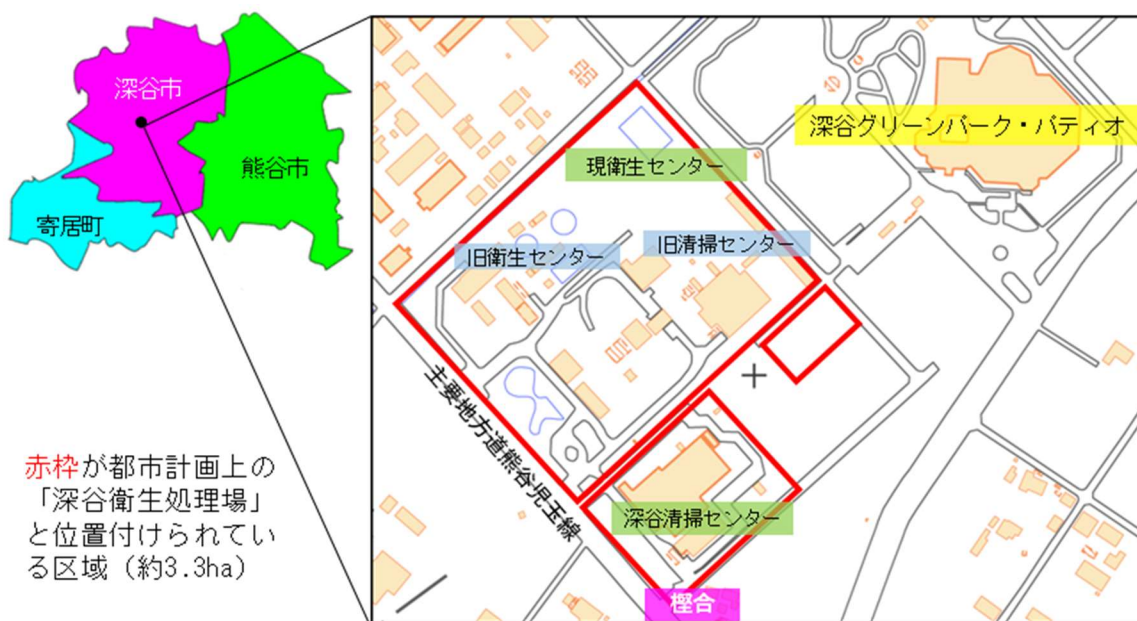 深谷市
熊谷市
寄居町
深谷グリーンパーク・パティオ
現衛生センター
旧衛生センター
旧清掃センター
主要地方道熊谷児玉線
深谷清掃センター
樫合
赤枠が都市計画上の
「深谷衛生処理場」
と位置付けられてい
る区域（約3.3ha）